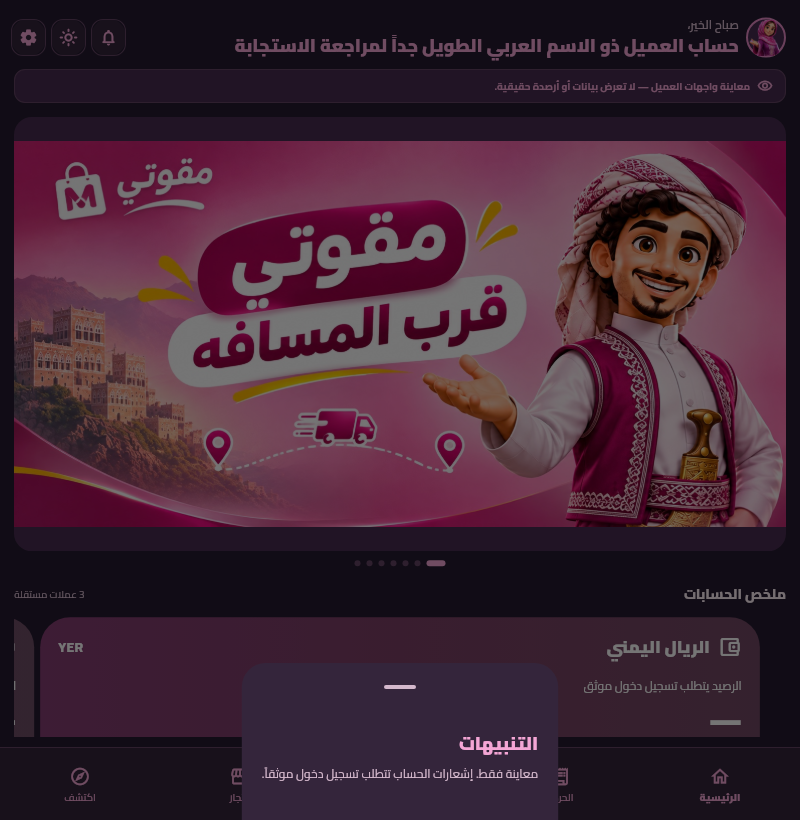 صباح الخير،
حساب العميل ذو الاسم العربي الطويل جداً لمراجعة الاستجابة
معاينة واجهات العميل — لا تعرض بيانات أو أرصدة حقيقية.
مقوتي
مقوتي
قرب المسافه
ملخص الحسابات
3 عملات مستقلة
الريال اليمني
YER
الرصيد يتطلب تسجيل دخول موثق
التنبيهات
معاينة فقط. إشعارات الحساب تتطلب تسجيل دخول موثقاً.
الرئيسية
اكتشف